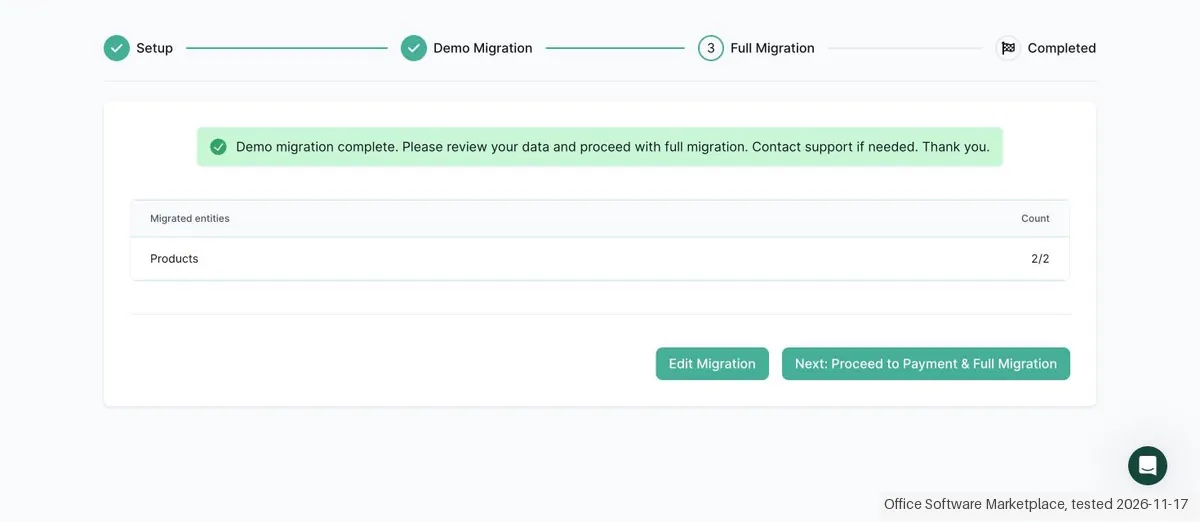 Setup
Demo Migration
3
Full Migration
Completed
Demo migration complete. Please review your data and proceed with full migration. Contact support if needed. Thank you.
Migrated entities Count
Products 2/2
Edit Migration
Next: Proceed to Payment & Full Migration
Office Software Marketplace, tested 2026-11-17